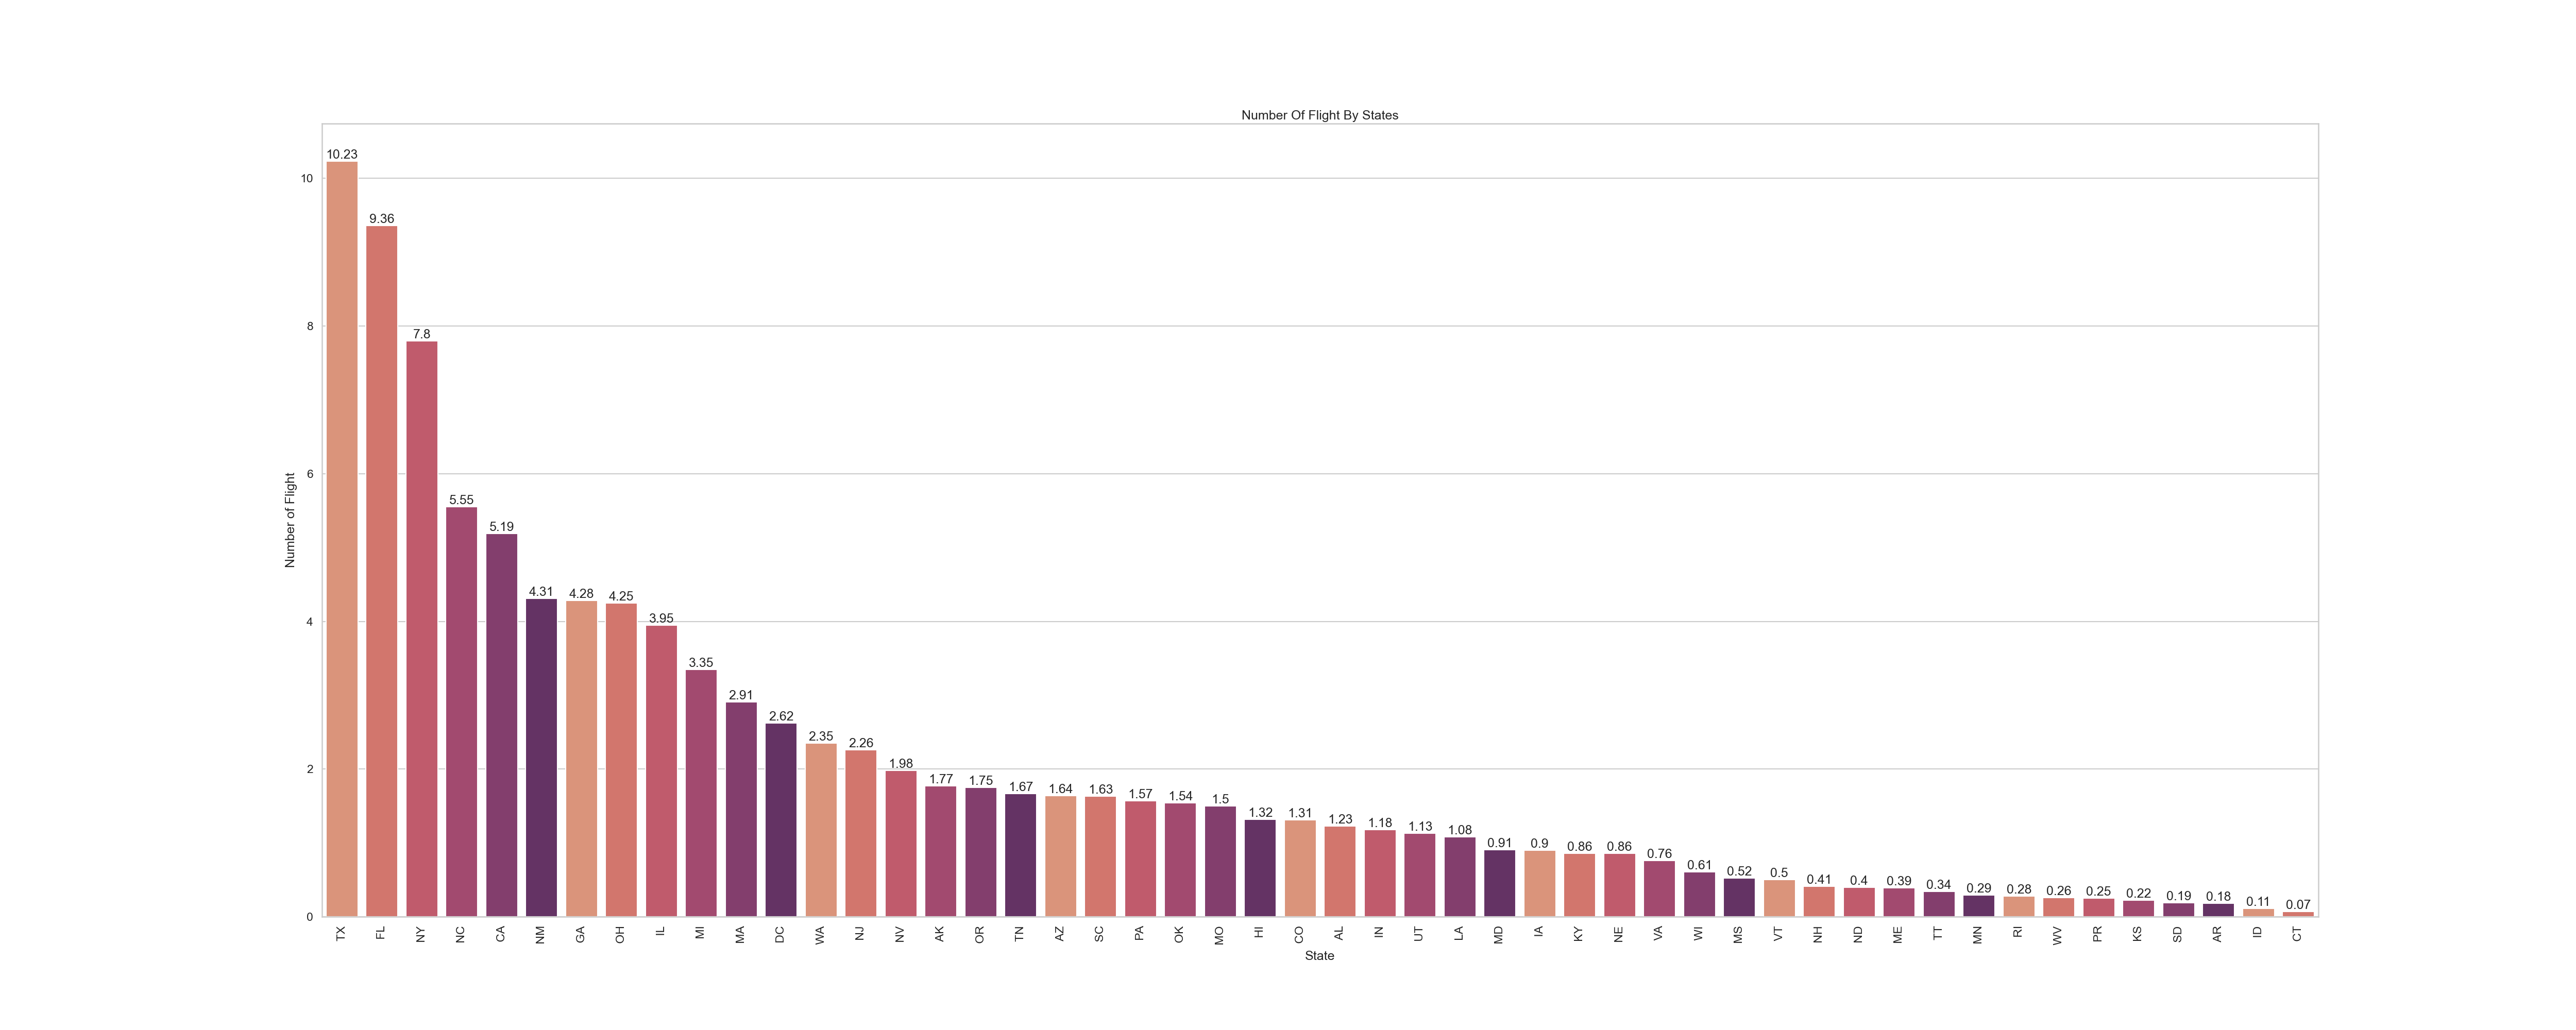 Number Of Flight By States
10.23
9.36
7.8
5.55
5.19
4.31
4.28
4.25
3.95
3.35
2.91
2.62
2.35
2.26
1.98
1.77
1.75
1.67
1.64
1.63
1.57
1.54
1.5
1.32
1.31
1.23
1.18
1.13
1.08
0.91
0.9
0.86
0.86
0.76
0.61
0.52
0.5
0.41
0.4
0.39
0.34
0.29
0.28
0.26
0.25
0.22
0.19
0.18
0.11
0.07
10
8
6
4
2
0
Number of Flight
TX
FL
NY
NC
CA
NM
GA
OH
IL
MI
MA
DC
WA
NJ
NV
AK
OR
TN
AZ
SC
PA
OK
MO
HI
CO
AL
IN
UT
LA
MD
IA
KY
NE
VA
WI
MS
VT
NH
ND
ME
TT
MN
RI
WV
PR
KS
SD
AR
ID
CT
State